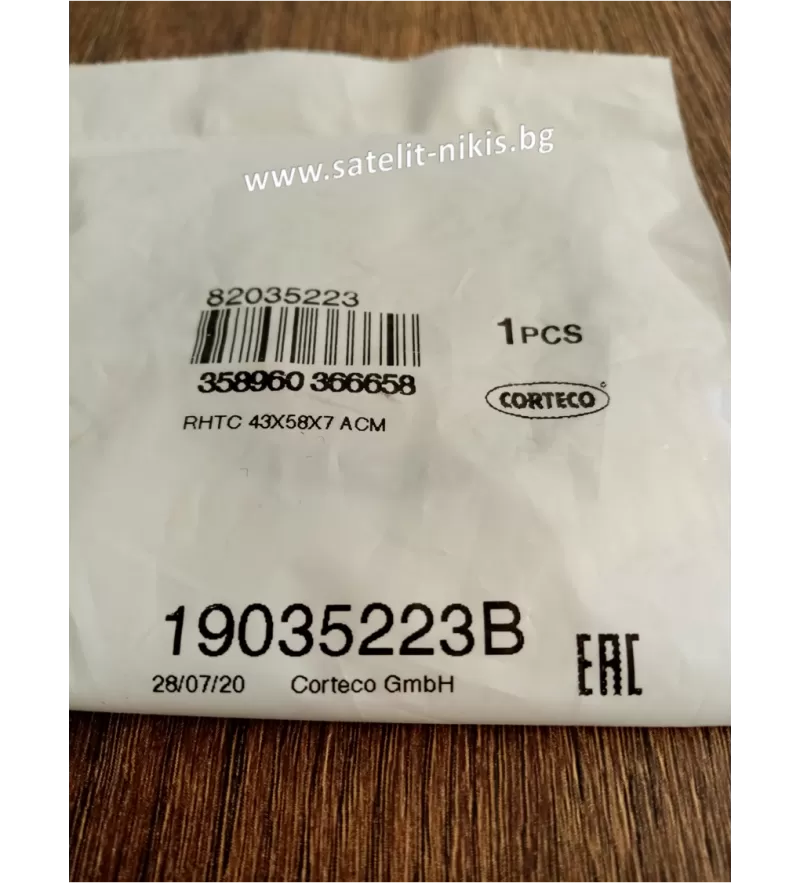 www.satelit-nikis.bg
82035223
358960 366658
1PCS
CORTECO
RHTC 43X58X7 ACM
19035223B
28/07/20 Corteco GmbH
EAC